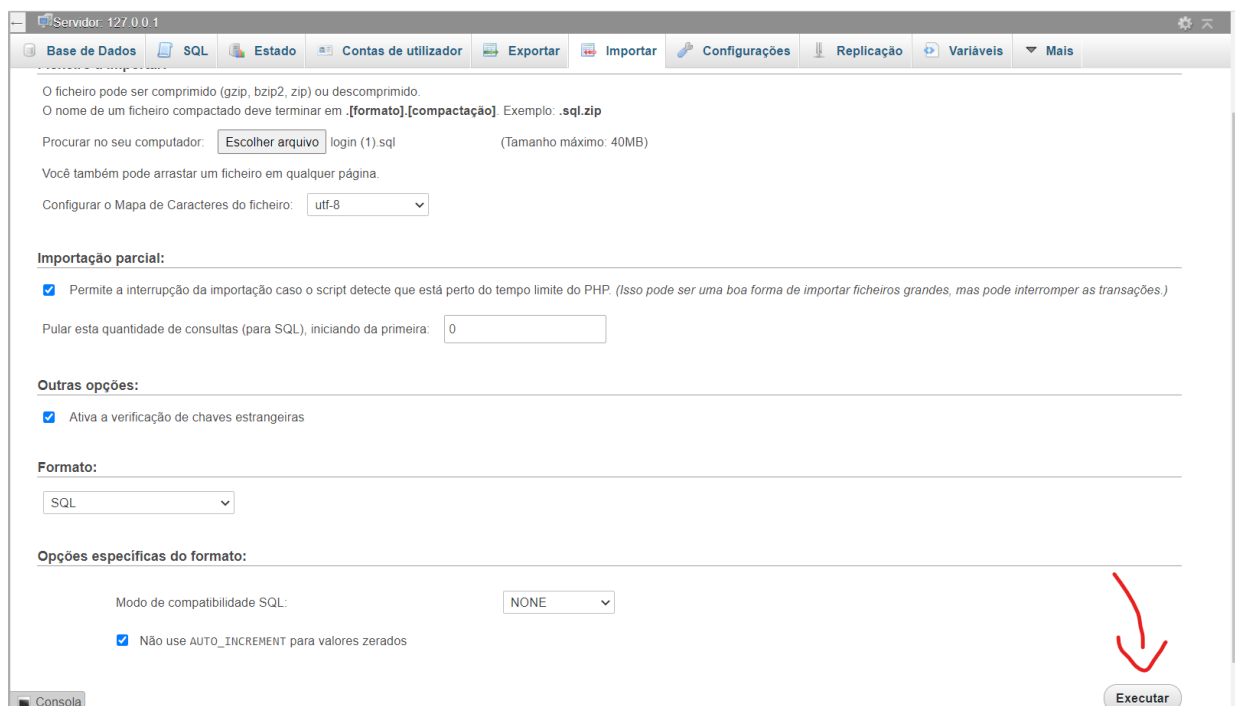 Servidor: 127.0.0.1
Base de Dados SQL Estado Contas de utilizador Exportar Importar Configurações Replicação Variáveis Mais
O ficheiro pode ser comprimido (gzip, bzip2, zip) ou descomprimido.
O nome de um ficheiro compactado deve terminar em .[formato].[compactação]. Exemplo: .sql.zip
Procurar no seu computador: Escolher arquivo login (1).sql (Tamanho máximo: 40MB)
Você também pode arrastar um ficheiro em qualquer página.
Configurar o Mapa de Caracteres do ficheiro: utf-8
Importação parcial:
Permite a interrupção da importação caso o script detecte que está perto do tempo limite do PHP. (Isso pode ser uma boa forma de importar ficheiros grandes, mas pode interromper as transações.)
Pular esta quantidade de consultas (para SQL), iniciando da primeira: 0
Outras opções:
Ativa a verificação de chaves estrangeiras
Formato:
SQL
Opções específicas do formato:
Modo de compatibilidade SQL: NONE
Não use AUTO_INCREMENT para valores zerados
Consola
Executar